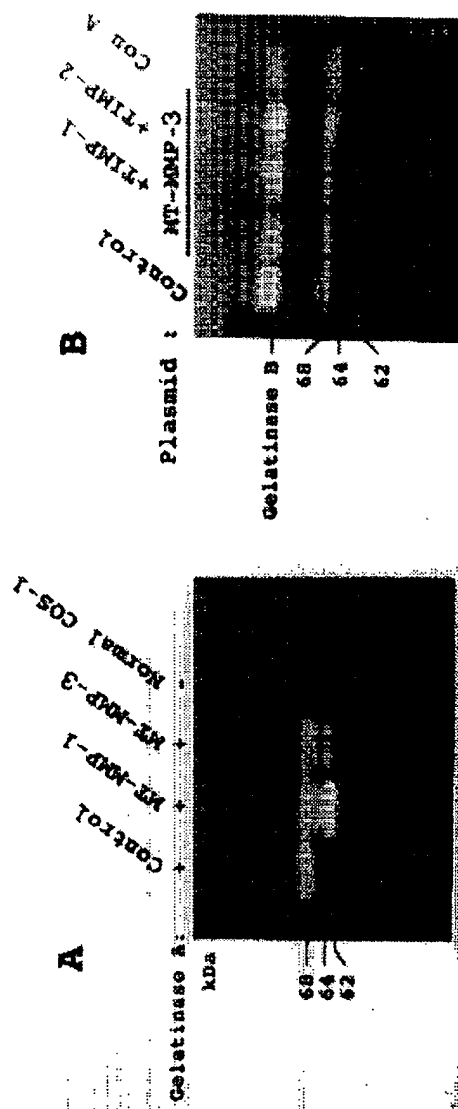 A
Control
MT-MMP-1
MT-MMP-3
Normal COS-1
Gelatinase A: + + + -
kDa
68
64
62
B
Control
+TIMP-1
+TIMP-2
Con A
MT-MMP-3
Plasmid :
Gelatinase B
68
64
62